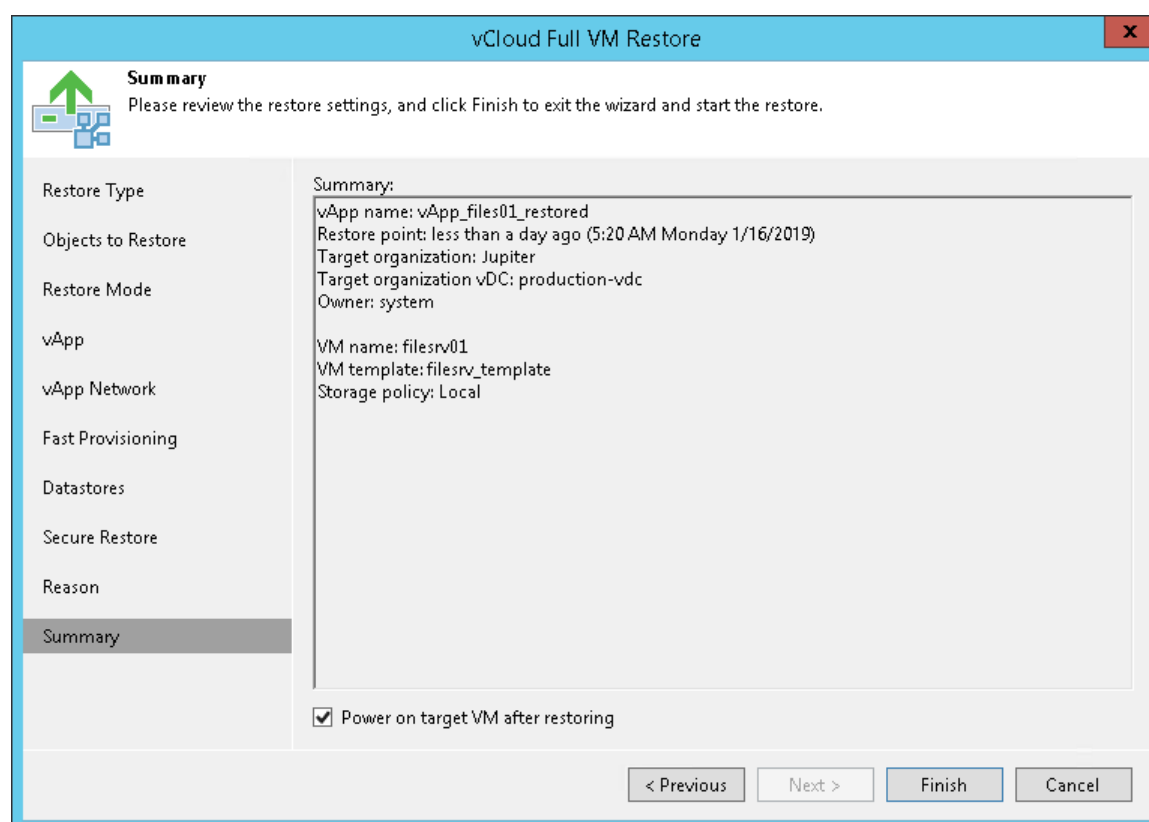 vCloud Full VM Restore
x
Summary
Please review the restore settings, and click Finish to exit the wizard and start the restore.
Restore Type
Objects to Restore
Restore Mode
vApp
vApp Network
Fast Provisioning
Datastores
Secure Restore
Reason
Summary
Summary:
vApp name: vApp_files01_restored
Restore point: less than a day ago (5:20 AM Monday 1/16/2019)
Target organization: Jupiter
Target organization vDC: production-vdc
Owner: system
VM name: filesrv01
VM template: filesrv_template
Storage policy: Local
Power on target VM after restoring
< Previous
Next >
Finish
Cancel